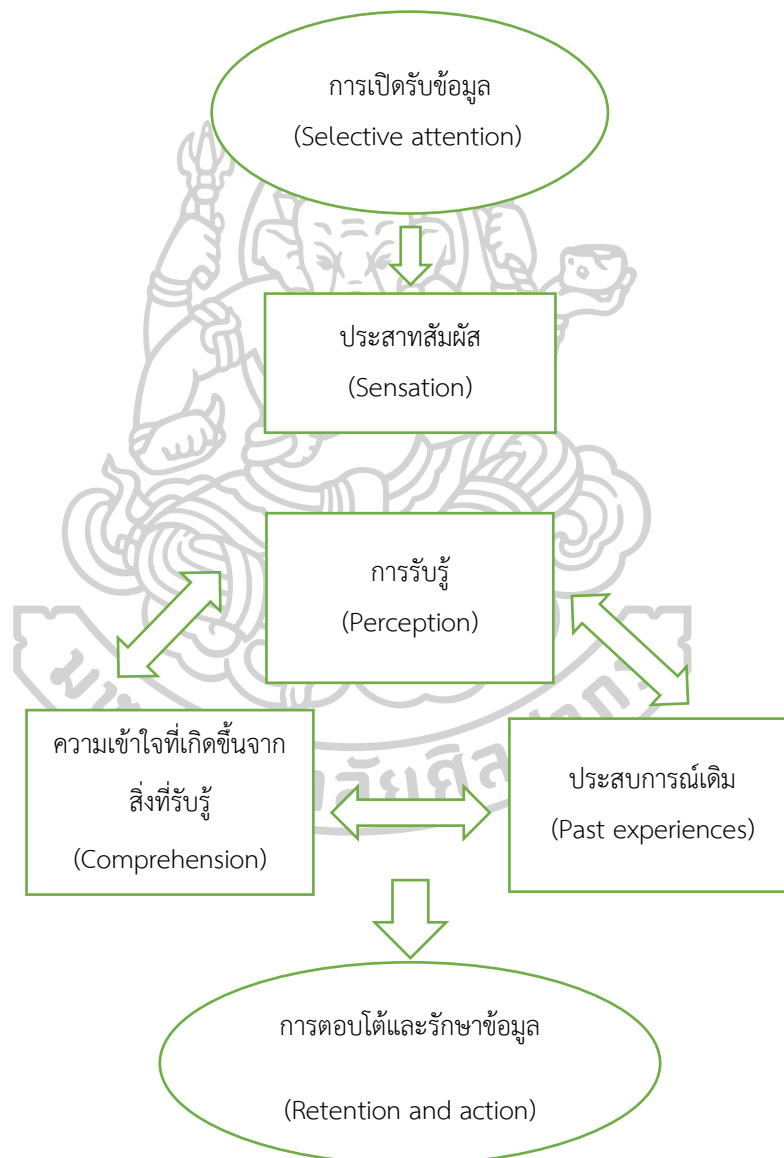 การเปิดรับข้อมูล
(Selective attention)
ประสาทสัมผัส
(Sensation)
การรับรู้
(Perception)
ความเข้าใจที่เกิดขึ้นจาก
สิ่งที่รับรู้
(Comprehension)
ประสบการณ์เดิม
(Past experiences)
การตอบโต้และรักษาข้อมูล
(Retention and action)